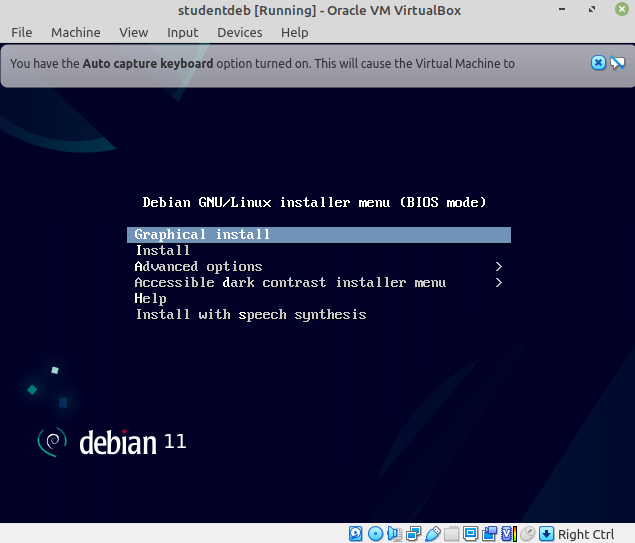 studentdeb [Running] - Oracle VM VirtualBox
File Machine View Input Devices Help
You have the Auto capture keyboard option turned on. This will cause the Virtual Machine to
Debian GNU/Linux installer menu (BIOS mode)
Graphical install
Install
Advanced options >
Accessible dark contrast installer menu >
Help
Install with speech synthesis
debian 11
Right Ctrl